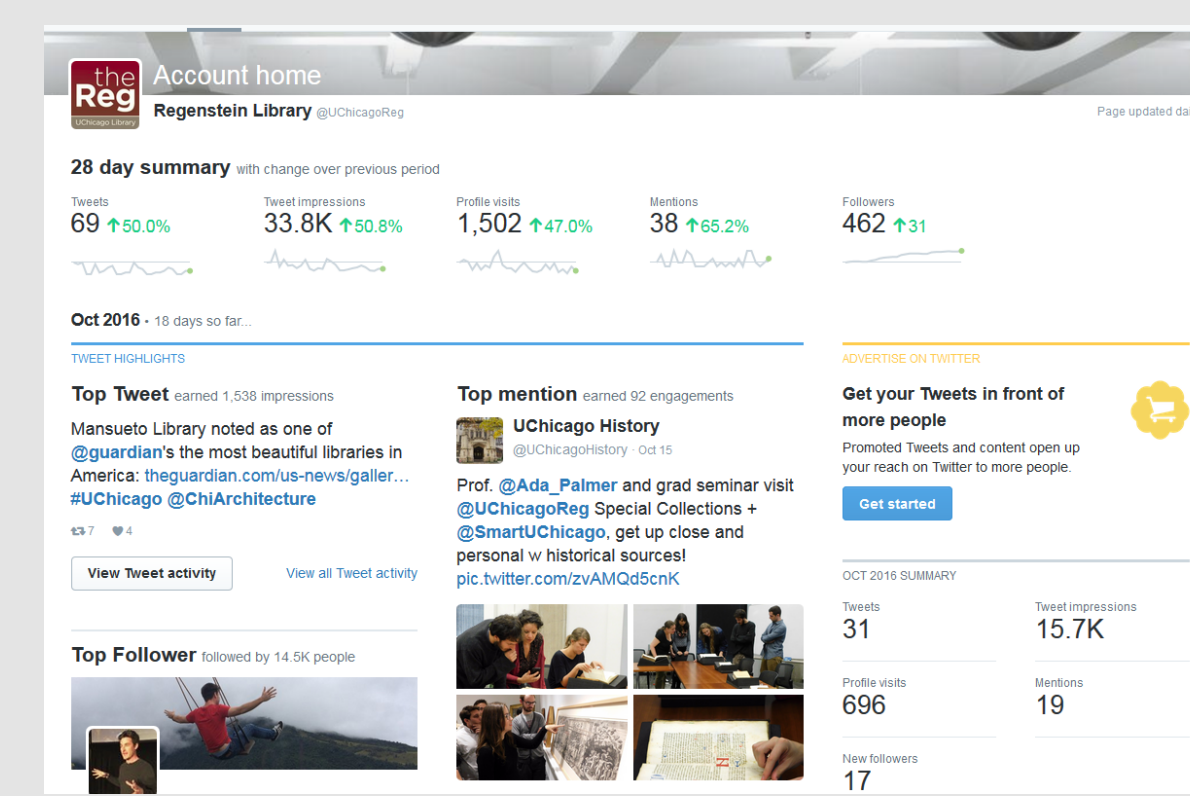 the
Reg
UChicago Library
Account home
Regenstein Library @UChicagoReg
Page updated dai
28 day summary with change over previous period
Tweets
69 50.0%
Tweet impressions
33.8K 50.8%
Profile visits
1,502 47.0%
Mentions
38 65.2%
Followers
462 31
Oct 2016 • 18 days so far...
TWEET HIGHLIGHTS
Top Tweet earned 1,538 impressions
Mansueto Library noted as one of
@guardian's the most beautiful libraries in
America: theguardian.com/us-news/galler…
#UChicago @ChiArchitecture
7 4
View Tweet activity
View all Tweet activity
Top Follower followed by 14.5K people
Top mention earned 92 engagements
UChicago History
@UChicagoHistory · Oct 15
Prof. @Ada_Palmer and grad seminar visit
@UChicagoReg Special Collections +
@SmartUChicago, get up close and
personal w historical sources!
pic.twitter.com/zvAMQd5cnK
ADVERTISE ON TWITTER
Get your Tweets in front of
more people
Promoted Tweets and content open up
your reach on Twitter to more people.
Get started
OCT 2016 SUMMARY
Tweets
31
Tweet impressions
15.7K
Profile visits
696
Mentions
19
New followers
17